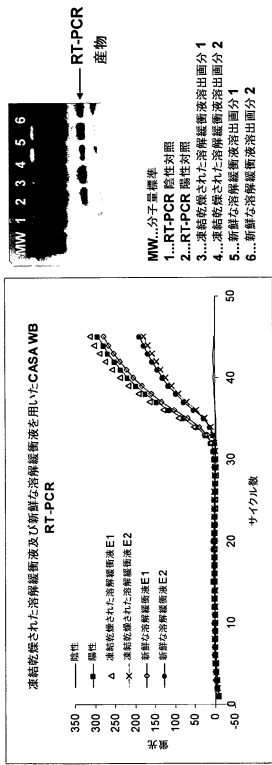 凍結乾燥された溶解緩衝液及び新鮮な溶解緩衝液を用いたCASA WB
RT-PCR
蛍光
350
300
250
200
150
100
50
0
-50
陰性
陽性
凍結乾燥された溶解緩衝液E1
凍結乾燥された溶解緩衝液E2
新鮮な溶解緩衝液E1
新鮮な溶解緩衝液E2
0
10
20
30
40
50
サイクル数
MW 1 2 3 4 5 6
RT-PCR
産物
MW...分子量標準
1...RT-PCR 陰性対照
2...RT-PCR 陽性対照
3...凍結乾燥された溶解緩衝液溶出画分 1
4...凍結乾燥された溶解緩衝液溶出画分 2
5...新鮮な溶解緩衝液溶出画分 1
6...新鮮な溶解緩衝液溶出画分 2